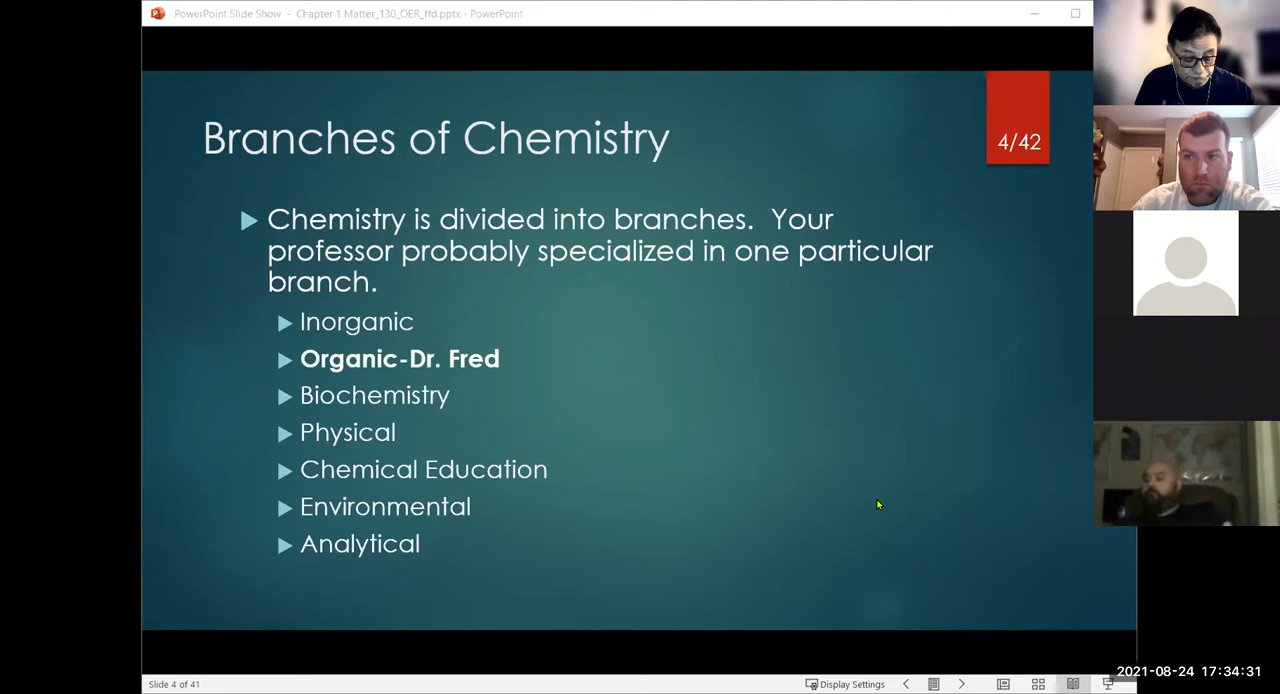 PowerPoint Slide Show - Chapter 1 Matter_130_OER_ffd.pptx - PowerPoint
Branches of Chemistry
4/42
Chemistry is divided into branches. Your
professor probably specialized in one particular
branch.
Inorganic
Organic-Dr. Fred
Biochemistry
Physical
Chemical Education
Environmental
Analytical
Slide 4 of 41
Display Settings
2021-08-24 17:34:31